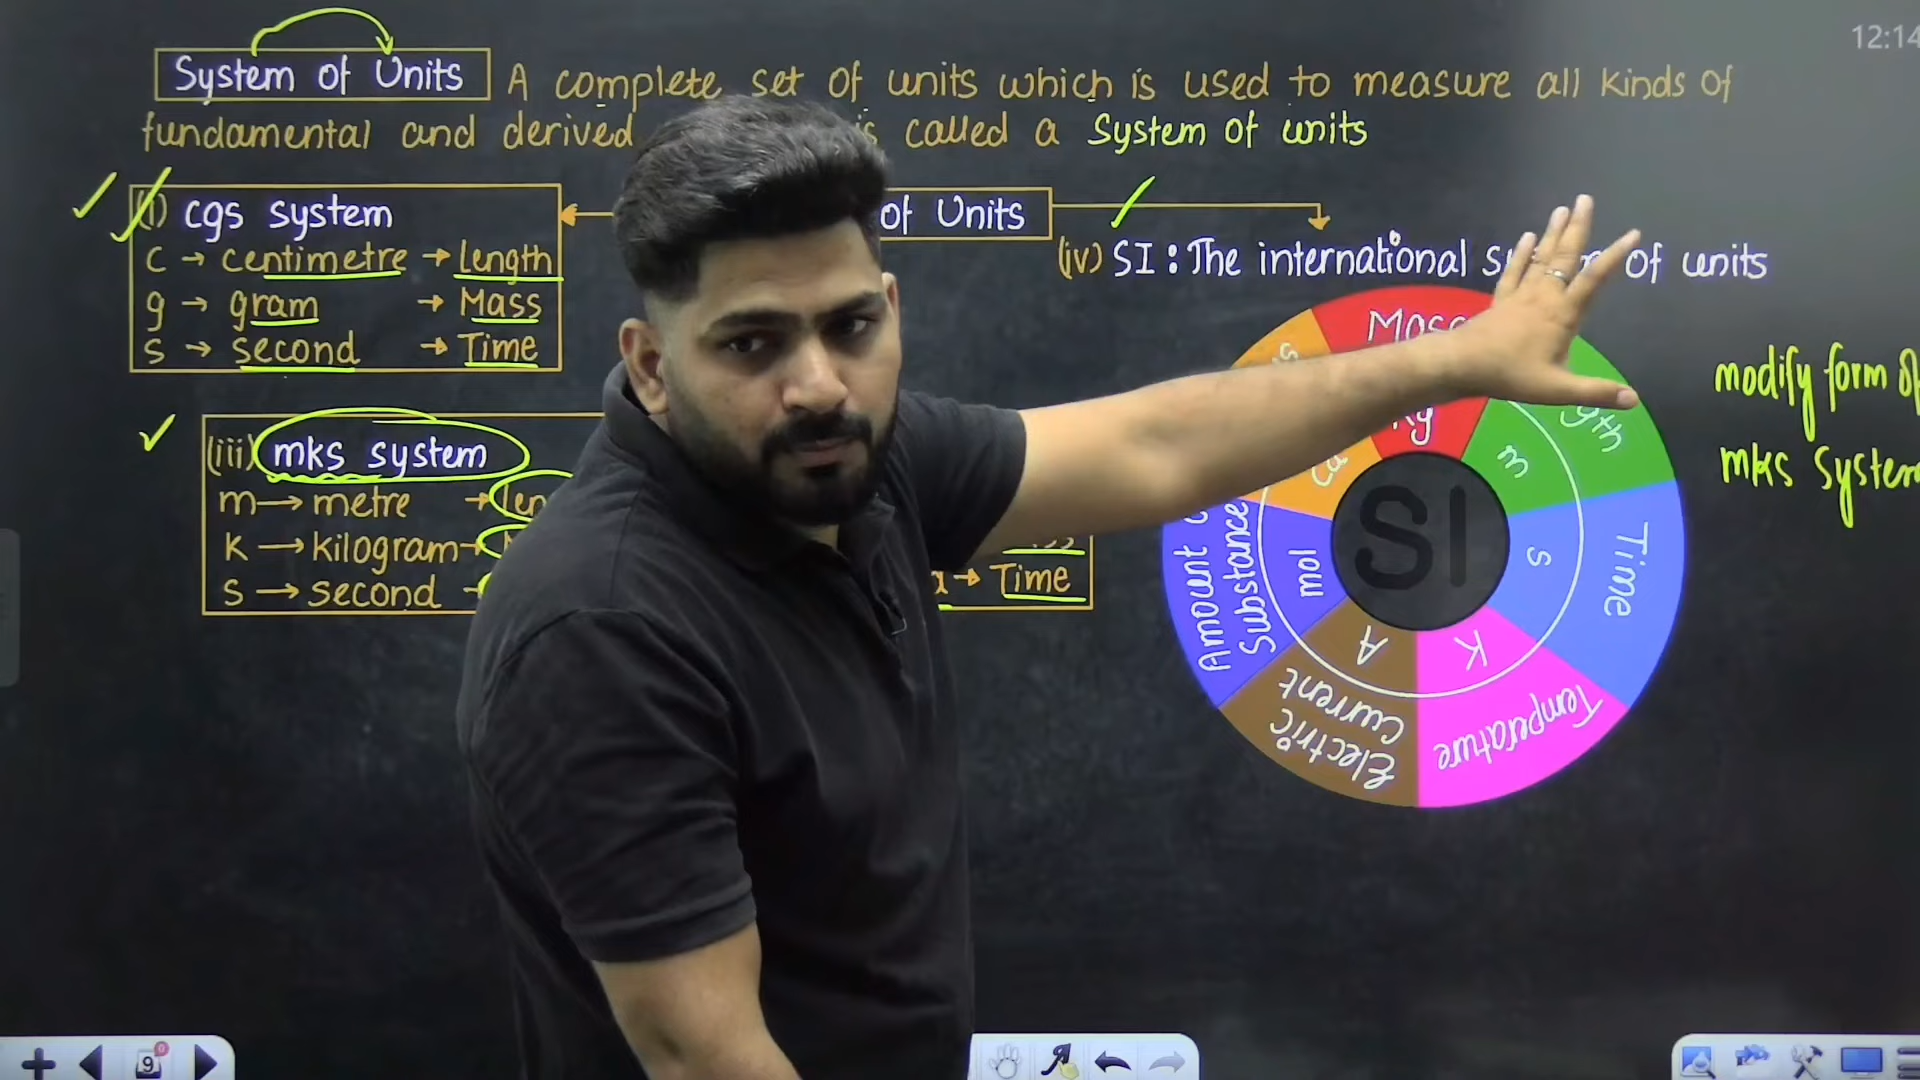 12:14
System of Units A complete set of units which is used to measure all kinds of
fundamental and derived is called a System of units
(i) cgs system
of Units
c → centimetre → Length
g → gram → Mass
s → second → Time
(iv) SI : The international of units
(iii) mks system
m → metre
K → kilogram →
s → second
→ Time
Mass
Kg
m
Time
s
Temperature
K
Electric Current
A
Amount
Substance
mol
SI
modify form of
mks System
9